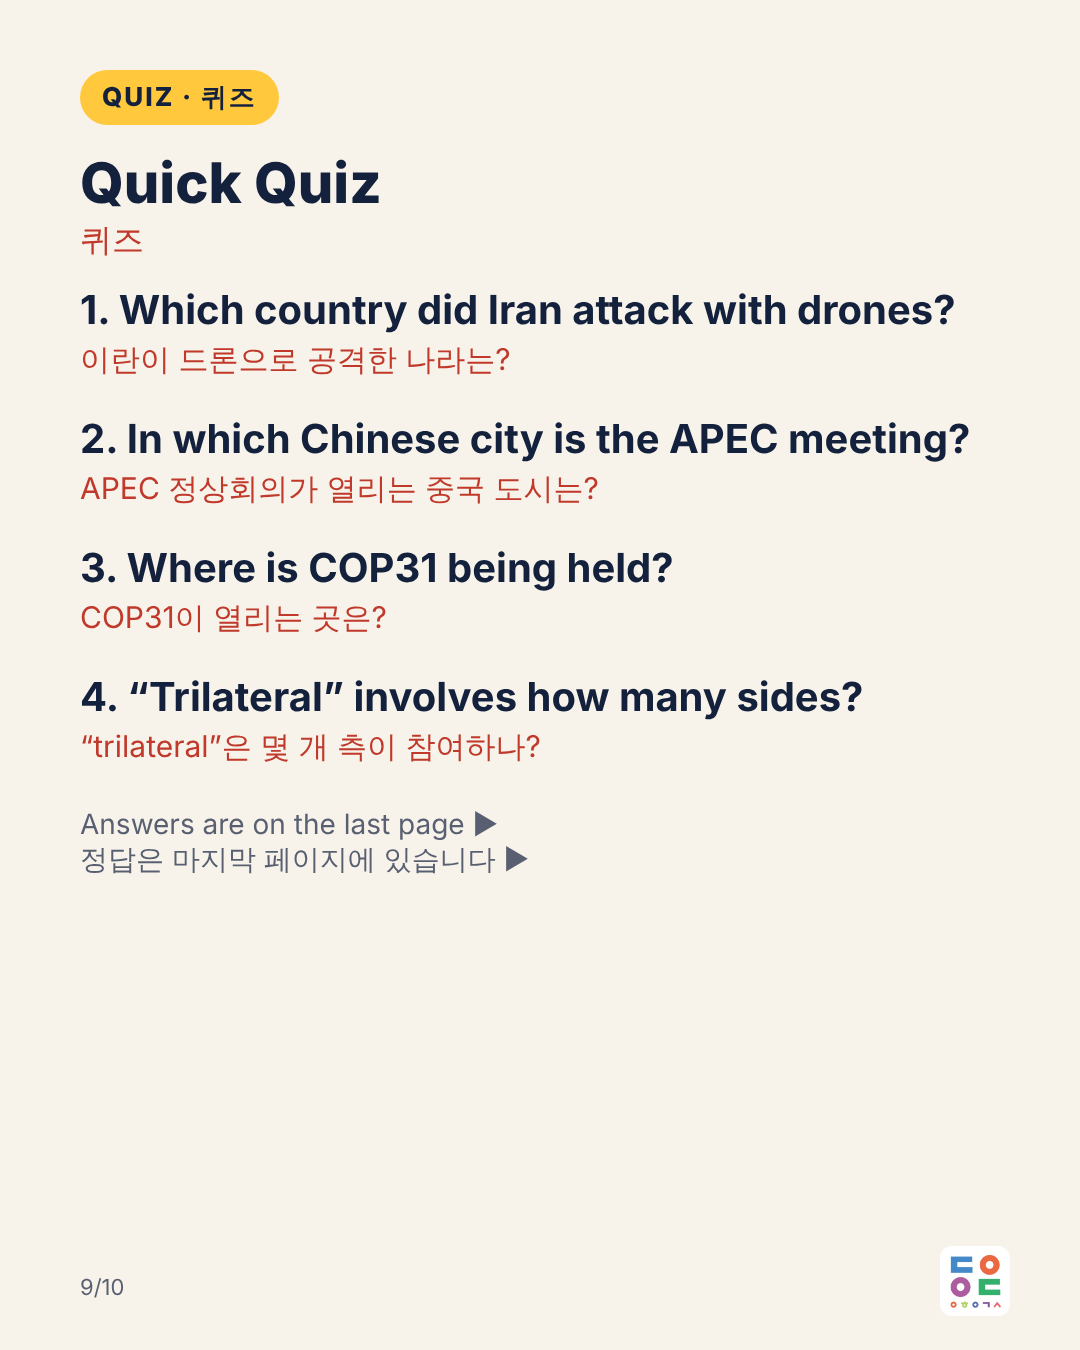 QUIZ · 퀴즈
Quick Quiz
퀴즈
1. Which country did Iran attack with drones?
이란이 드론으로 공격한 나라는?
2. In which Chinese city is the APEC meeting?
APEC 정상회의가 열리는 중국 도시는?
3. Where is COP31 being held?
COP31이 열리는 곳은?
4. “Trilateral” involves how many sides?
“trilateral”은 몇 개 측이 참여하나?
Answers are on the last page ▶
정답은 마지막 페이지에 있습니다 ▶
9/10